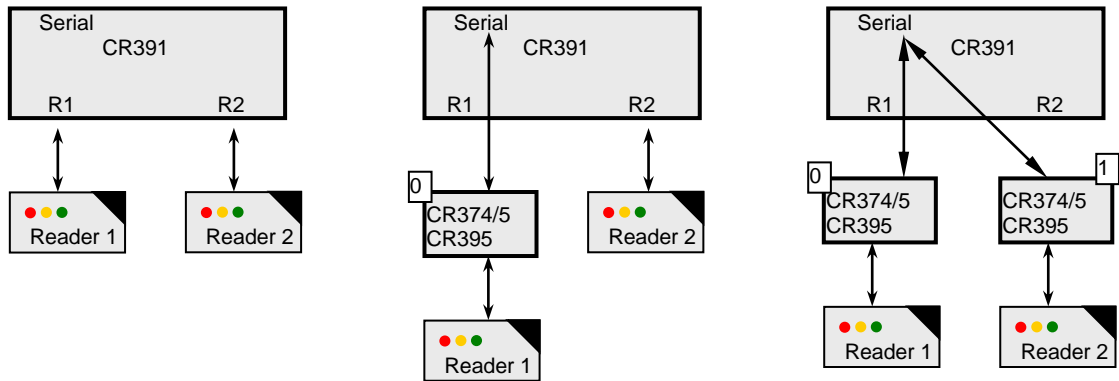 Serial
CR391
R1 R2
Reader 1 Reader 2
Serial
CR391
R1 R2
0
CR374/5
CR395
Reader 2
Reader 1
Serial
CR391
R1 R2
0 1
CR374/5 CR374/5
CR395 CR395
Reader 1 Reader 2